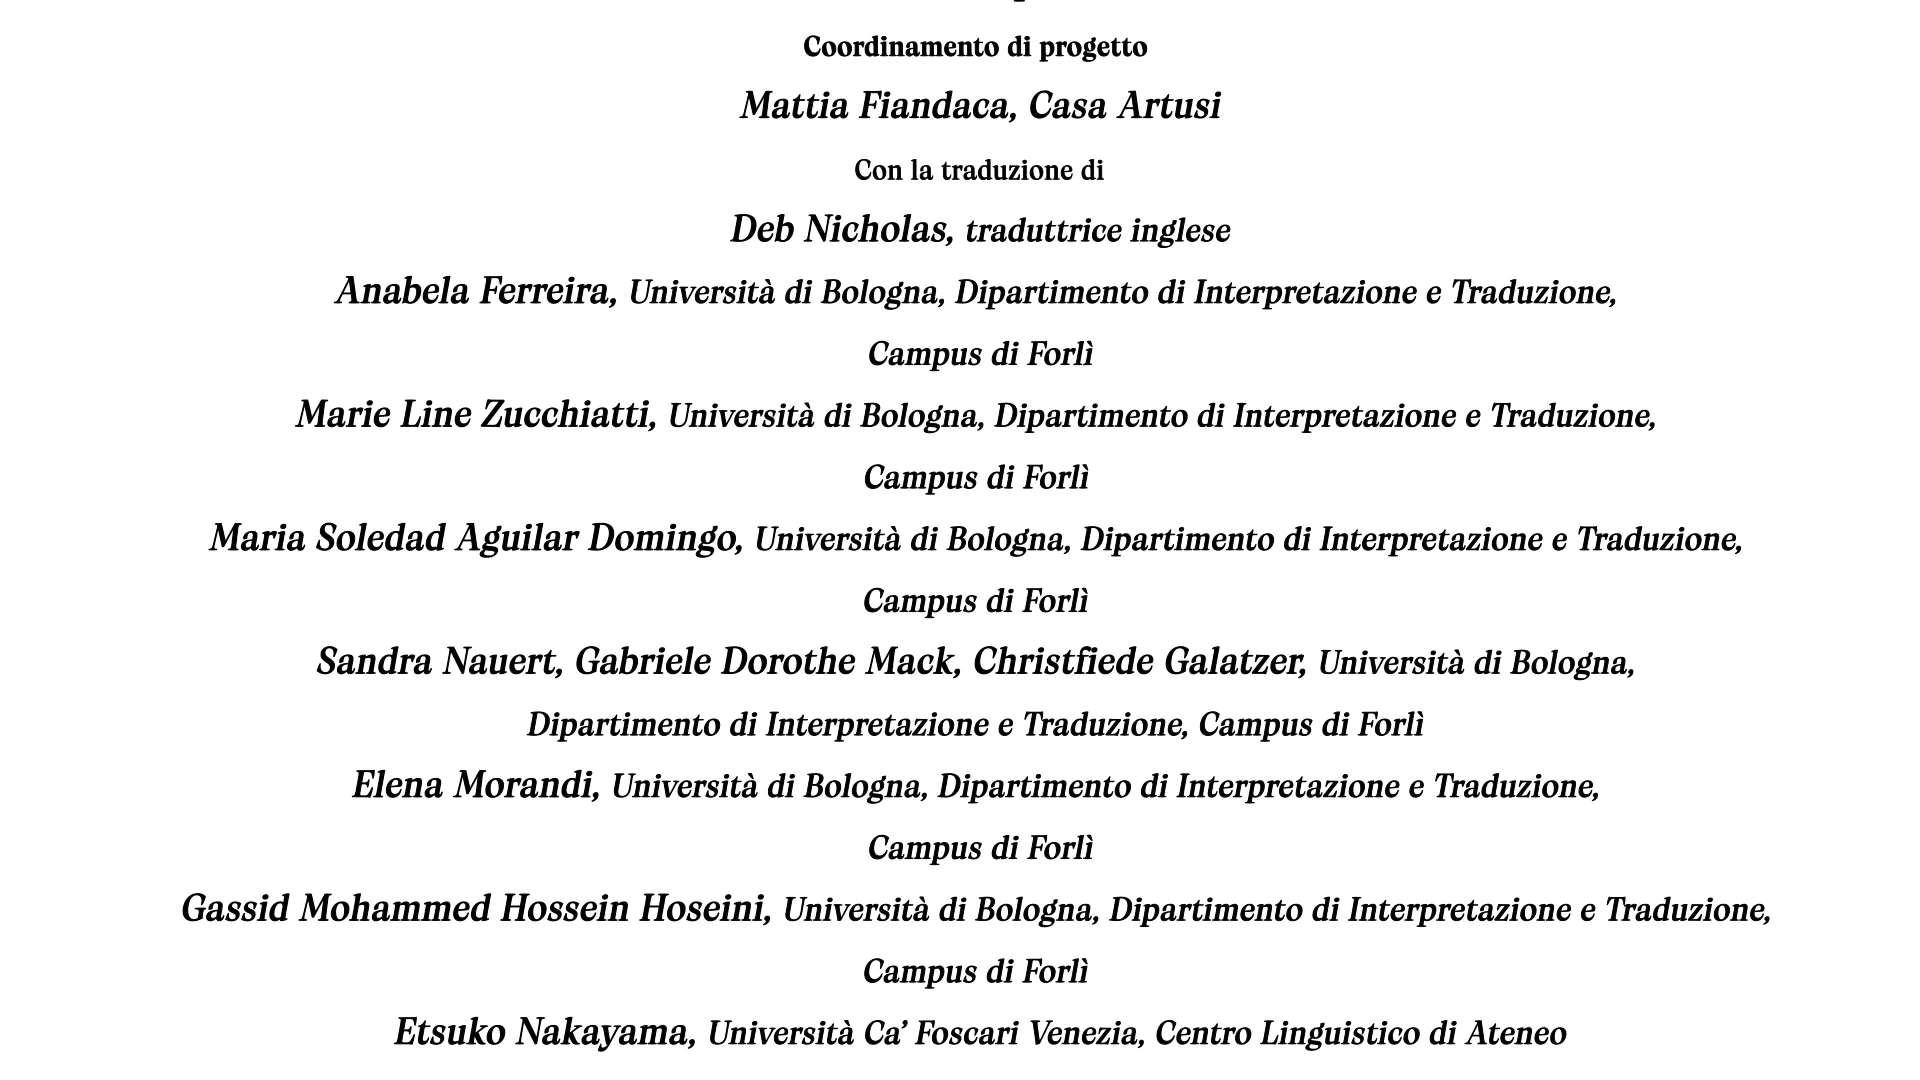 Coordinamento di progetto
Mattia Fiandaca, Casa Artusi
Con la traduzione di
Deb Nicholas, traduttrice inglese
Anabela Ferreira, Università di Bologna, Dipartimento di Interpretazione e Traduzione,
Campus di Forlì
Marie Line Zucchiatti, Università di Bologna, Dipartimento di Interpretazione e Traduzione,
Campus di Forlì
Maria Soledad Aguilar Domingo, Università di Bologna, Dipartimento di Interpretazione e Traduzione,
Campus di Forlì
Sandra Nauert, Gabriele Dorothe Mack, Christfiede Galatzer, Università di Bologna,
Dipartimento di Interpretazione e Traduzione, Campus di Forlì
Elena Morandi, Università di Bologna, Dipartimento di Interpretazione e Traduzione,
Campus di Forlì
Gassid Mohammed Hossein Hoseini, Università di Bologna, Dipartimento di Interpretazione e Traduzione,
Campus di Forlì
Etsuko Nakayama, Università Ca’ Foscari Venezia, Centro Linguistico di Ateneo